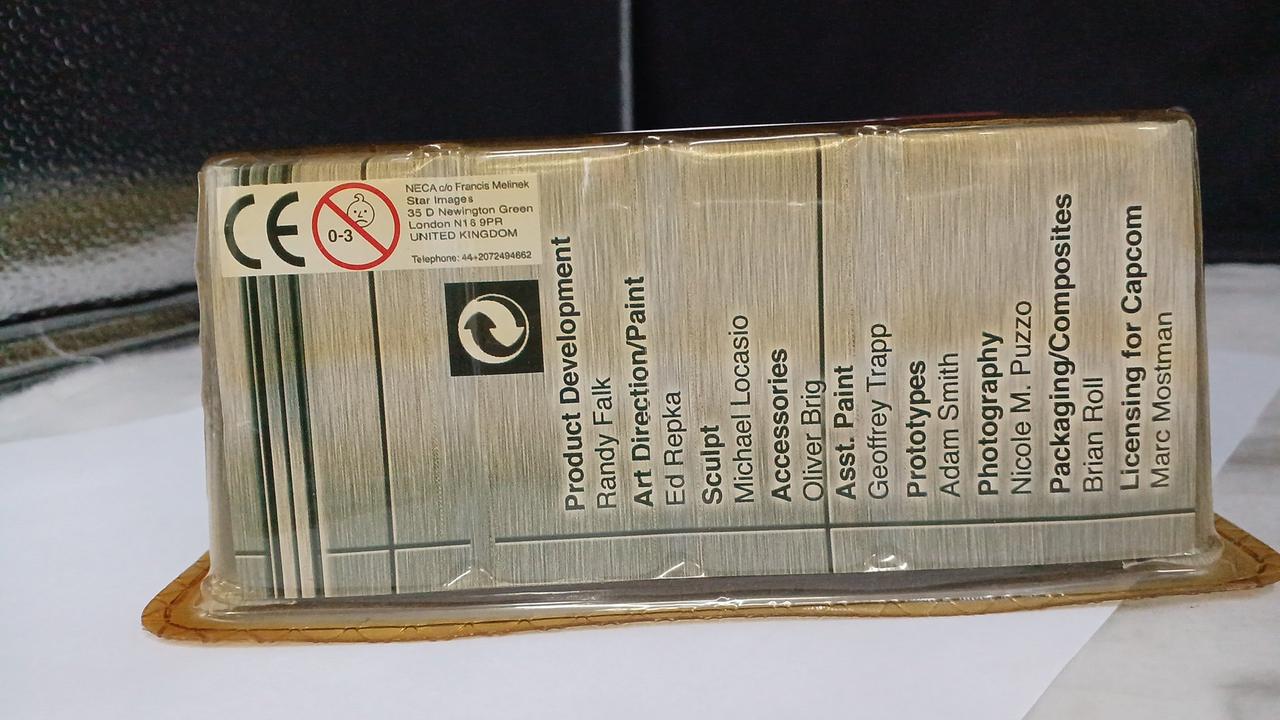 CE
0-3
NECA c/o Francis Melinek
Star Images
35 D Newington Green
London N16 9PR
UNITED KINGDOM
Telephone: 44+2072494662
Product Development
Randy Falk
Art Direction/Paint
Ed Repka
Sculpt
Michael Locasio
Accessories
Oliver Brig
Asst. Paint
Geoffrey Trapp
Prototypes
Adam Smith
Photography
Nicole M. Puzzo
Packaging/Composites
Brian Roll
Licensing for Capcom
Marc Mostman